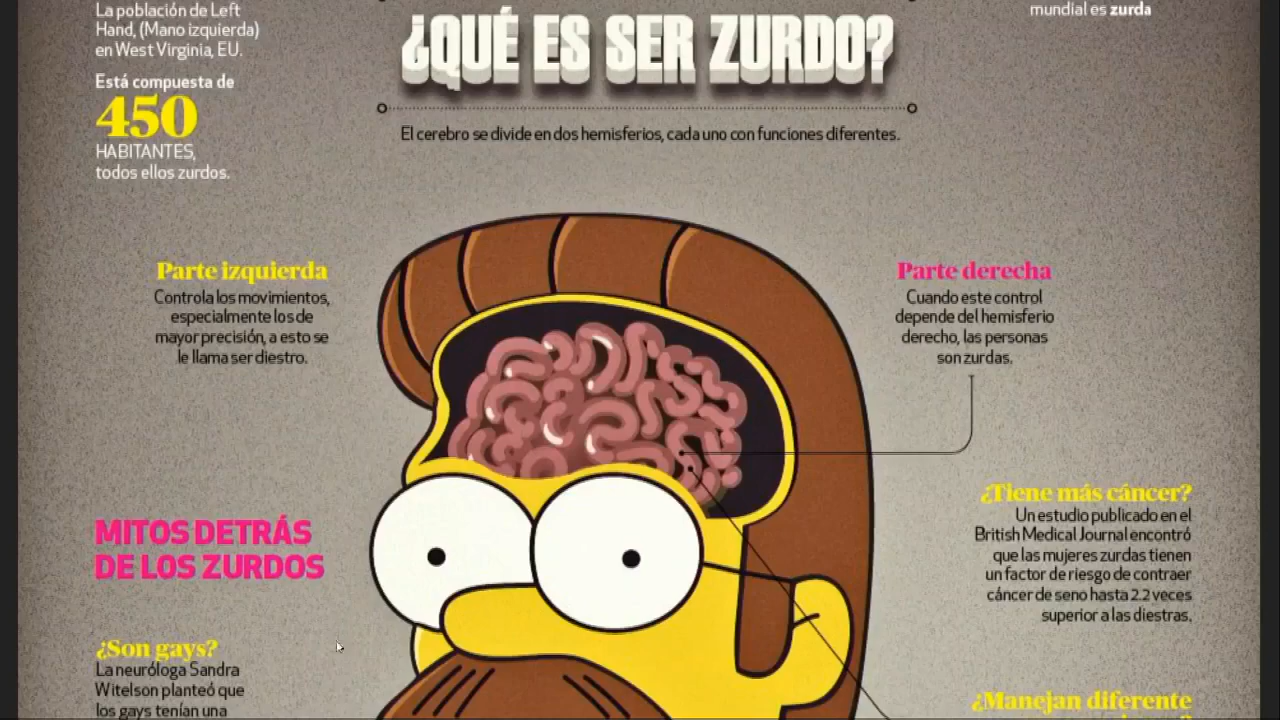 La población de Left
Hand, (Mano izquierda)
en West Virginia, EU.
Está compuesta de
450
HABITANTES,
todos ellos zurdos.
¿QUÉ ES SER ZURDO?
El cerebro se divide en dos hemisferios, cada uno con funciones diferentes.
mundial es zurda
Parte izquierda
Controla los movimientos,
especialmente los de
mayor precisión, a esto se
le llama ser diestro.
Parte derecha
Cuando este control
depende del hemisferio
derecho, las personas
son zurdas.
MITOS DETRÁS
DE LOS ZURDOS
¿Son gays?
La neuróloga Sandra
Witelson planteó que
los gays tenían una
¿Tiene más cáncer?
Un estudio publicado en el
British Medical Journal encontró
que las mujeres zurdas tienen
un factor de riesgo de contraer
cáncer de seno hasta 2.2 veces
superior a las diestras.
¿Manejan diferente